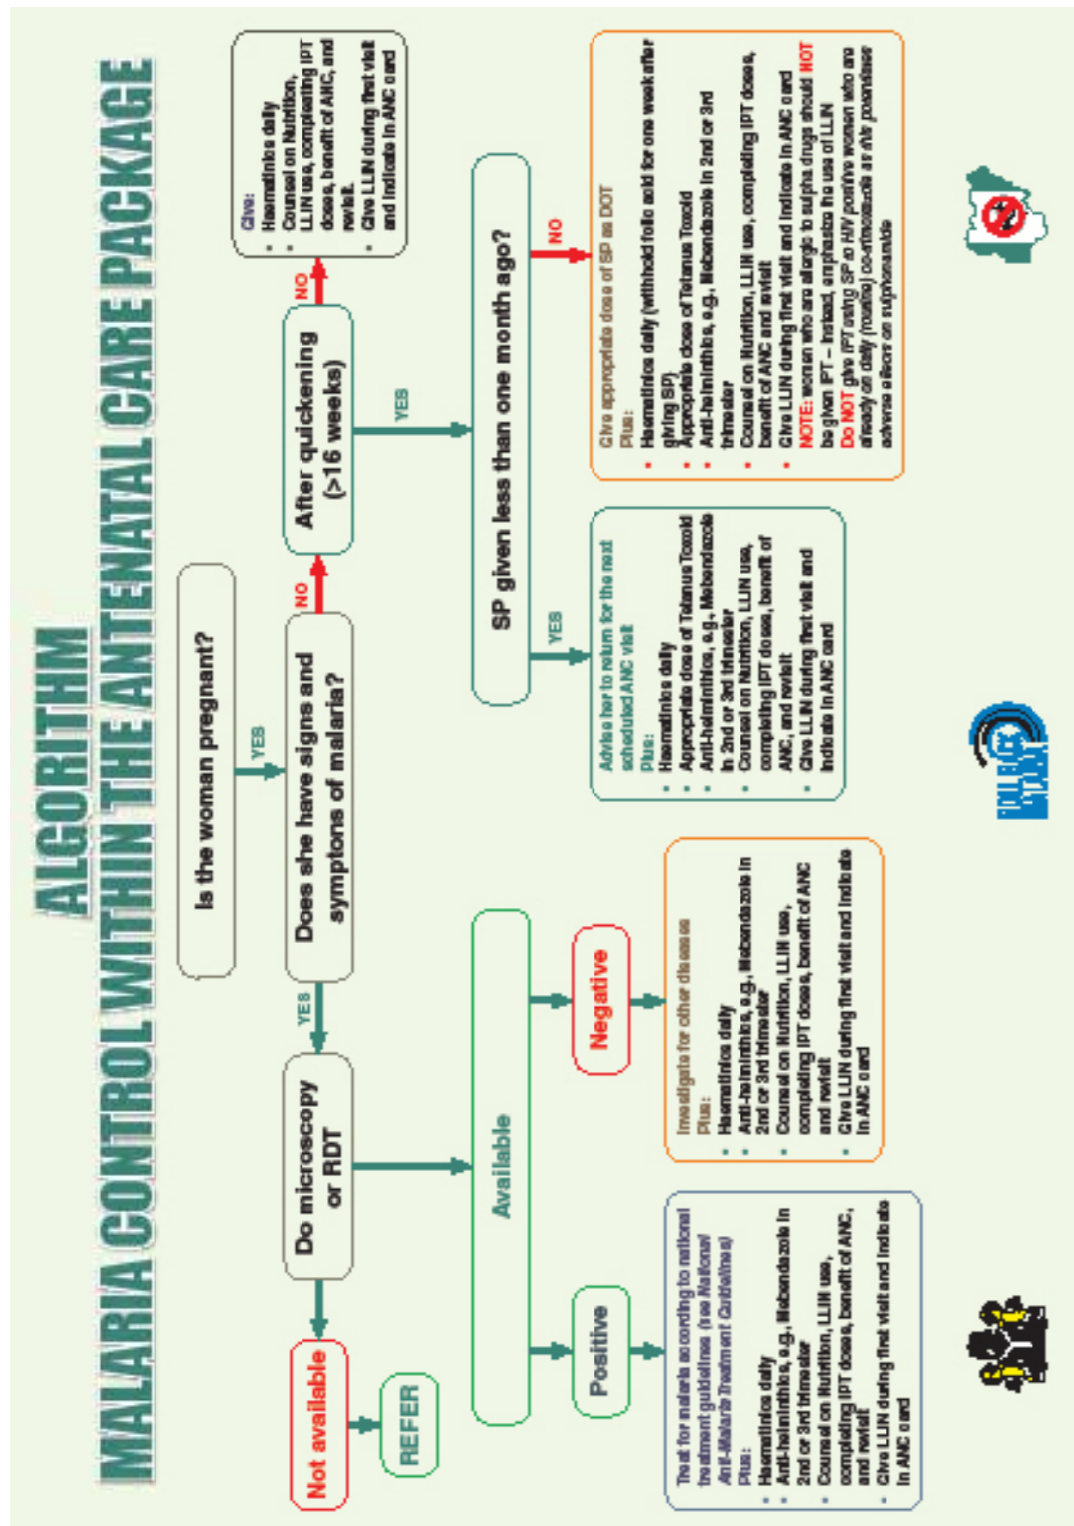 ALGORITHM
MALARIA CONTROL WITHIN THE ANTENATAL CARE PACKAGE
Is the woman pregnant?
YES
Does she have signs and
symptons of malaria?
YES
NO
Do microscopy
or RDT
After quickening
(>16 weeks)
NO
Give:
• Haematinics daily
• Counsel on Nutrition,
LLIN use, compleating IPT
doses, benefit of ANC, and
revisit.
• Give LLIN during first visit
and indicate in ANC card
YES
Not available
REFER
Available
SP given less than one month ago?
Positive
Negative
YES
NO
Treat for malaria according to national
treatment guidelines (see National
Anti-Malaria Treatment Guidelines)
Plus:
• Haematinics daily
• Anti-helminthics, e.g., Mebendazole in
2nd or 3rd trimester
• Counsel on Nutrition, LLIN use,
completing IPT doses, benefit of ANC,
and revisit
• Give LLIN during first visit and indicate
in ANC card
Investigate for other diseases
Plus:
• Haematinics daily
• Anti-helminthics, e.g., Mebendazole in
2nd or 3rd trimester
• Counsel on Nutrition, LLIN use,
completing IPT doses, benefit of ANC
and revisit
• Give LLIN during first visit and indicate
in ANC card
Advise her to return for the next
scheduled ANC visit
Plus:
• Haematinics daily
• Appropriate dose of Tetanus Toxoid
• Anti-helminthics, e.g., Mebendazole
in 2nd or 3rd trimester
• Counsel on Nutrition, LLIN use,
completing IPT doses, benefit of
ANC, and revisit
• Give LLIN during first visit and
indicate in ANC card
Give appropriate dose of SP as DOT
Plus:
• Haematinics daily (withhold folic acid for one week after
giving SP)
• Appropriate dose of Tetanus Toxoid
• Anti-helminthics, e.g., Mebendazole in 2nd or 3rd
trimester
• Counsel on Nutrition, LLIN use, completing IPT doses,
benefit of ANC and revisit
• Give LLIN during first visit and indicate in ANC card
NOTE: women who are allergic to sulpha drugs should NOT
be given IPT – instead, emphasize the use of LLIN
Do NOT give IPT using SP to HIV positive women who are
already on daily (routine) co-trimoxazole as this potentiates
adverse effects on sulphonamide
ROLL BACK
MALARIA